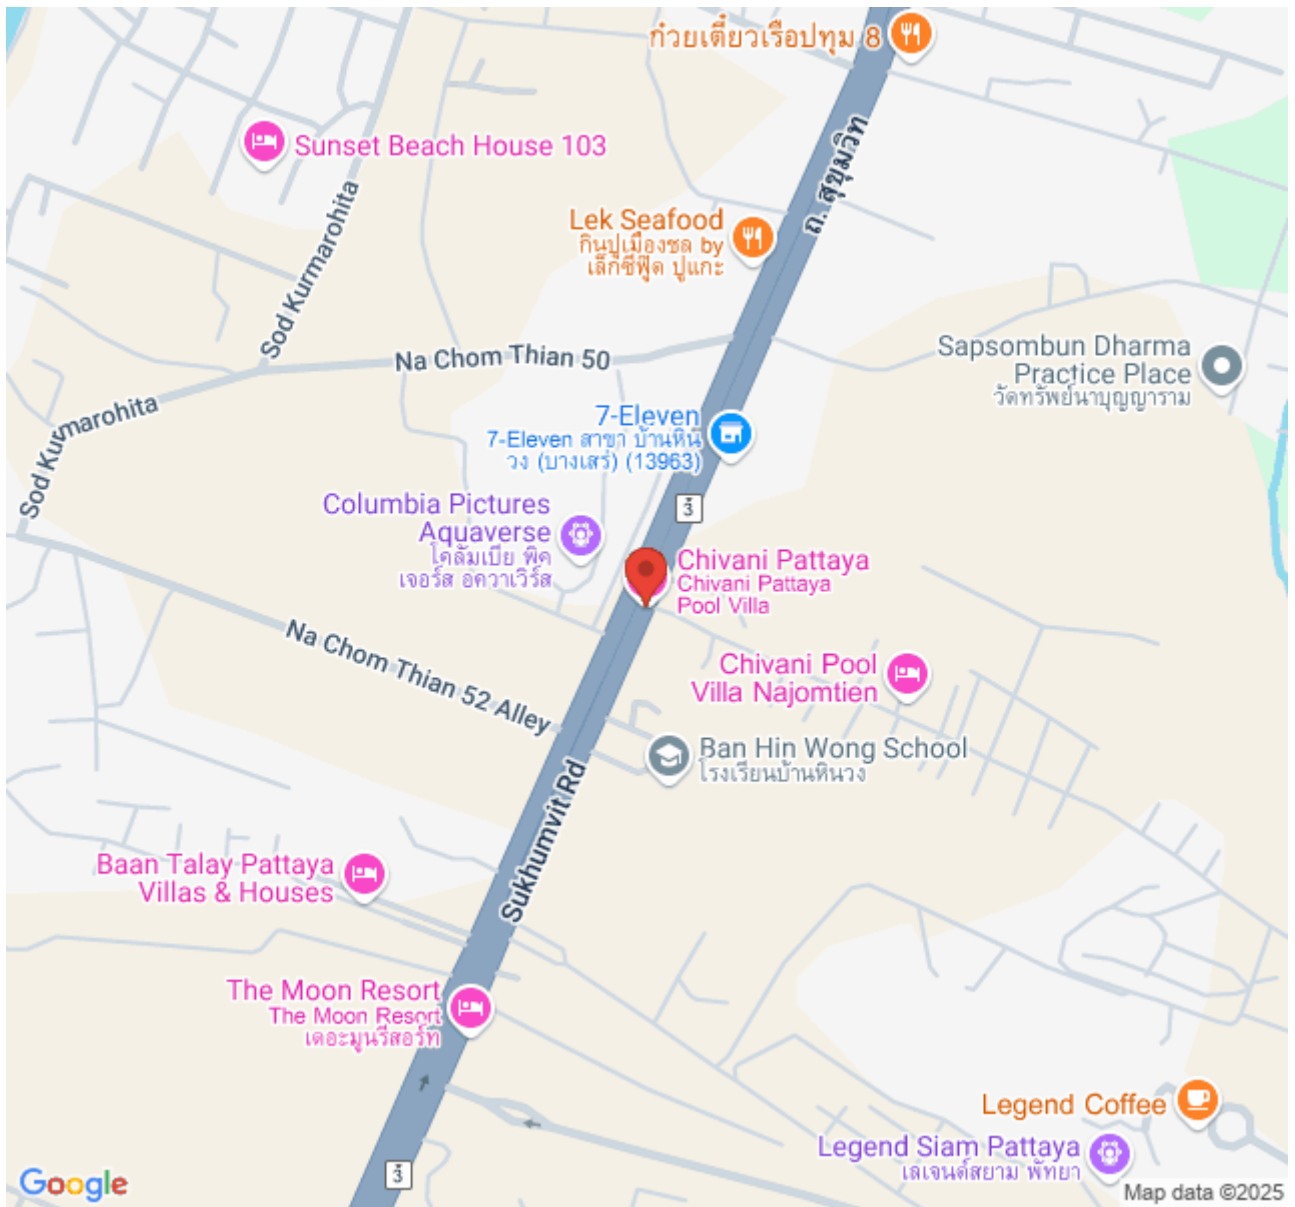 ก๋วยเตี๋ยวเรือปทุม 8
Sunset Beach House 103
ถ. สุขุมวิท
Sod Kurmarohita
Lek Seafood
กินปูเมืองชล by
เล็กซีฟู๊ด ปูแกะ
Na Chom Thian 50
Sapsombun Dharma
Practice Place
วัดทรัพย์นาบุญญาราม
Sod Kurmarohita
7-Eleven
7-Eleven สาขา บ้านหิน
วง (บางเสร่) (13963)
3
Columbia Pictures
Aquaverse
โคลัมเบีย พิค
เจอร์ส อควาเวิร์ส
Chivani Pattaya
Chivani Pattaya
Pool Villa
Na Chom Thian 52 Alley
Chivani Pool
Villa Najomtien
Ban Hin Wong School
โรงเรียนบ้านหินวง
Sukhumvit Rd
Baan Talay Pattaya
Villas & Houses
The Moon Resort
The Moon Resort
เดอะมูนรีสอร์ท
Legend Coffee
Legend Siam Pattaya
เลเจนด์สยาม พัทยา
3
Google
Map data ©2025